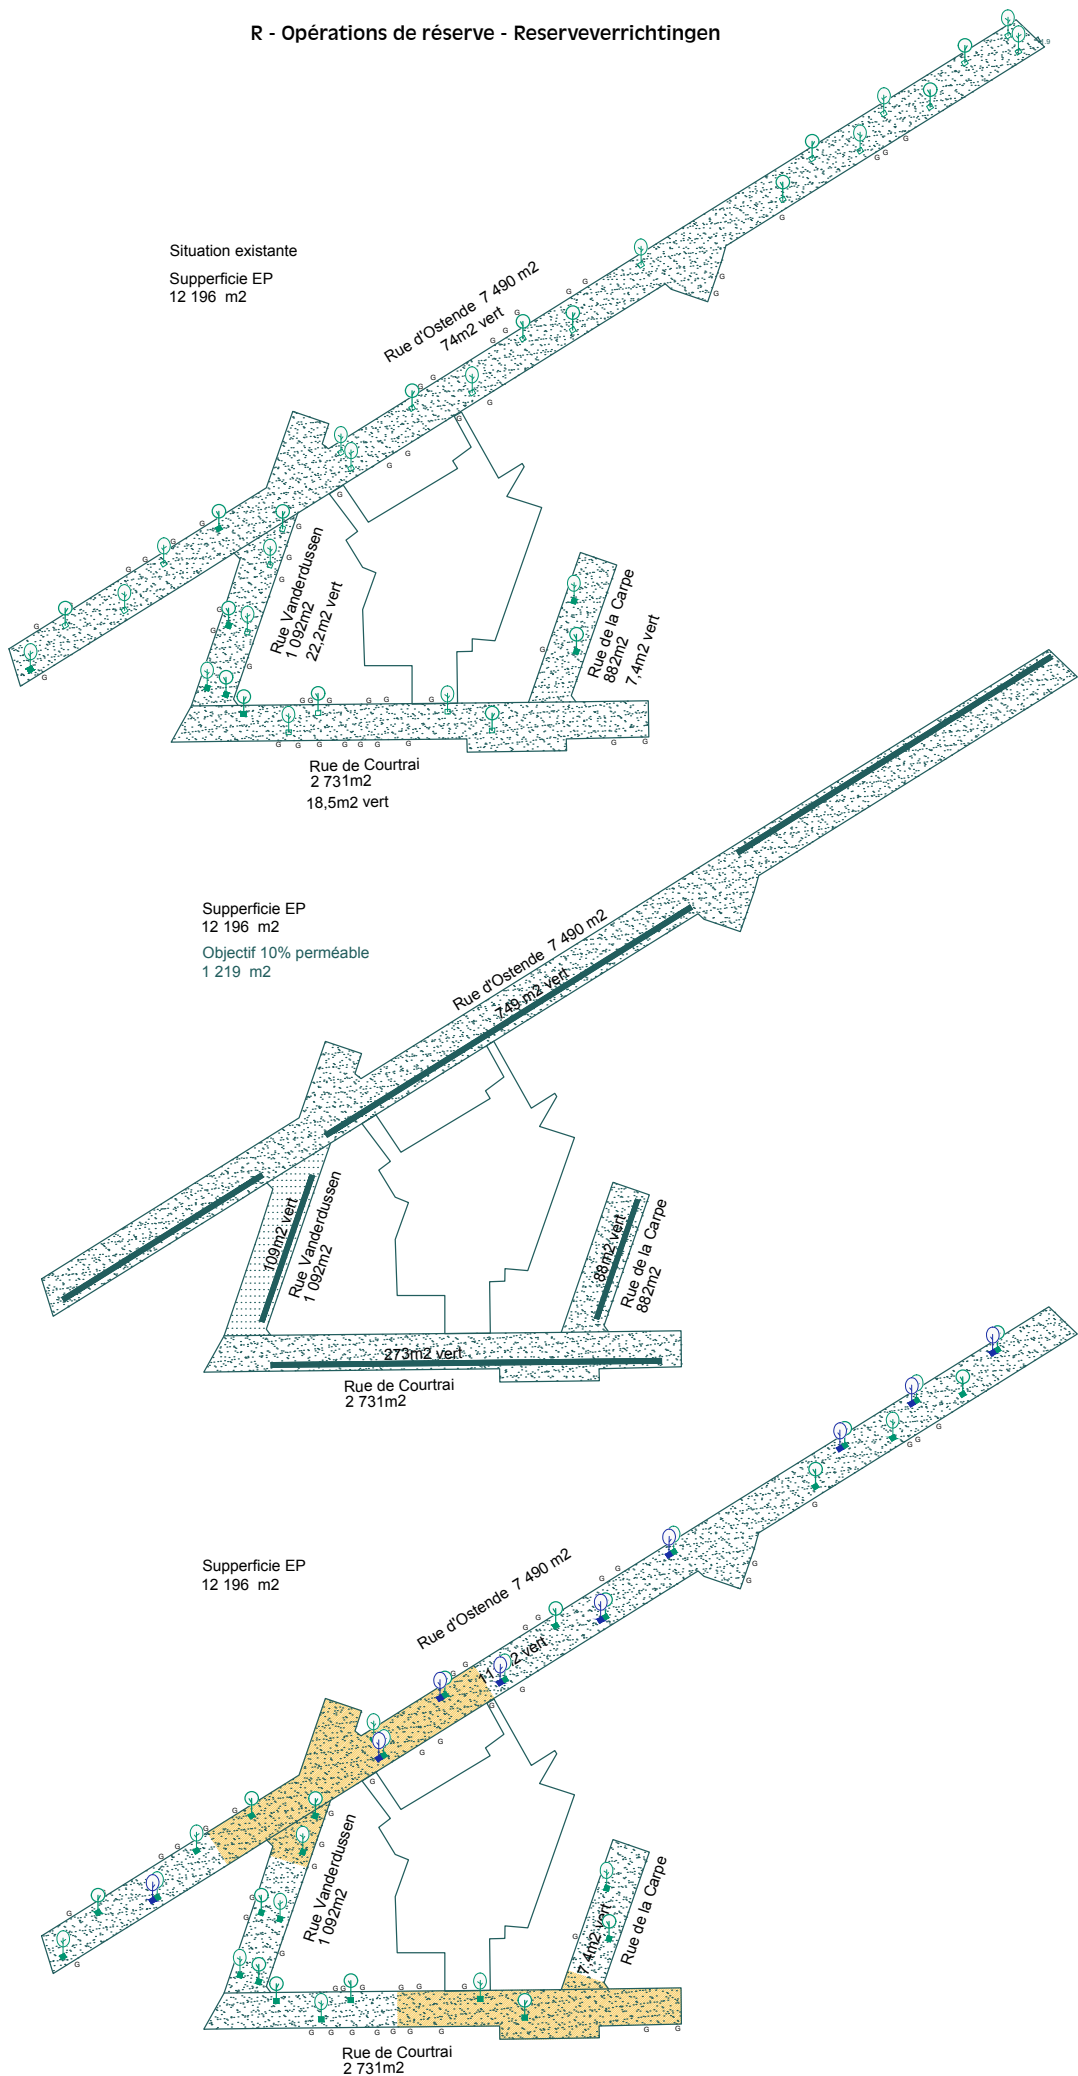 R - Opérations de réserve - Reserveverrichtingen
Situation existante
Supperficie EP
12 196 m2
Rue d'Ostende 7 490 m2
74m2 vert
Rue Vanderdussen
1 092m2
22,2m2 vert
Rue de la Carpe
882m2
7,4m2 vert
Rue de Courtrai
2 731m2
18,5m2 vert
Supperficie EP
12 196 m2
Objectif 10% perméable
1 219 m2
Rue d'Ostende 7 490 m2
749 m2 vert
109m2 vert
Rue Vanderdussen
1 092m2
88m2 vert
Rue de la Carpe
882m2
273m2 vert
Rue de Courtrai
2 731m2
Supperficie EP
12 196 m2
Rue d'Ostende 7 490 m2
vert
Rue Vanderdussen
1 092m2
7,4m2 vert
Rue de la Carpe
Rue de Courtrai
2 731m2